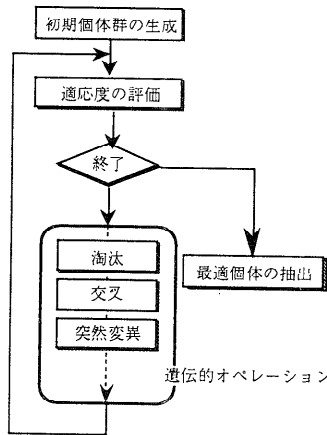 初期個体群の生成
適応度の評価
終了
淘汰
交叉
突然変異
最適個体の抽出
遺伝的オペレーション